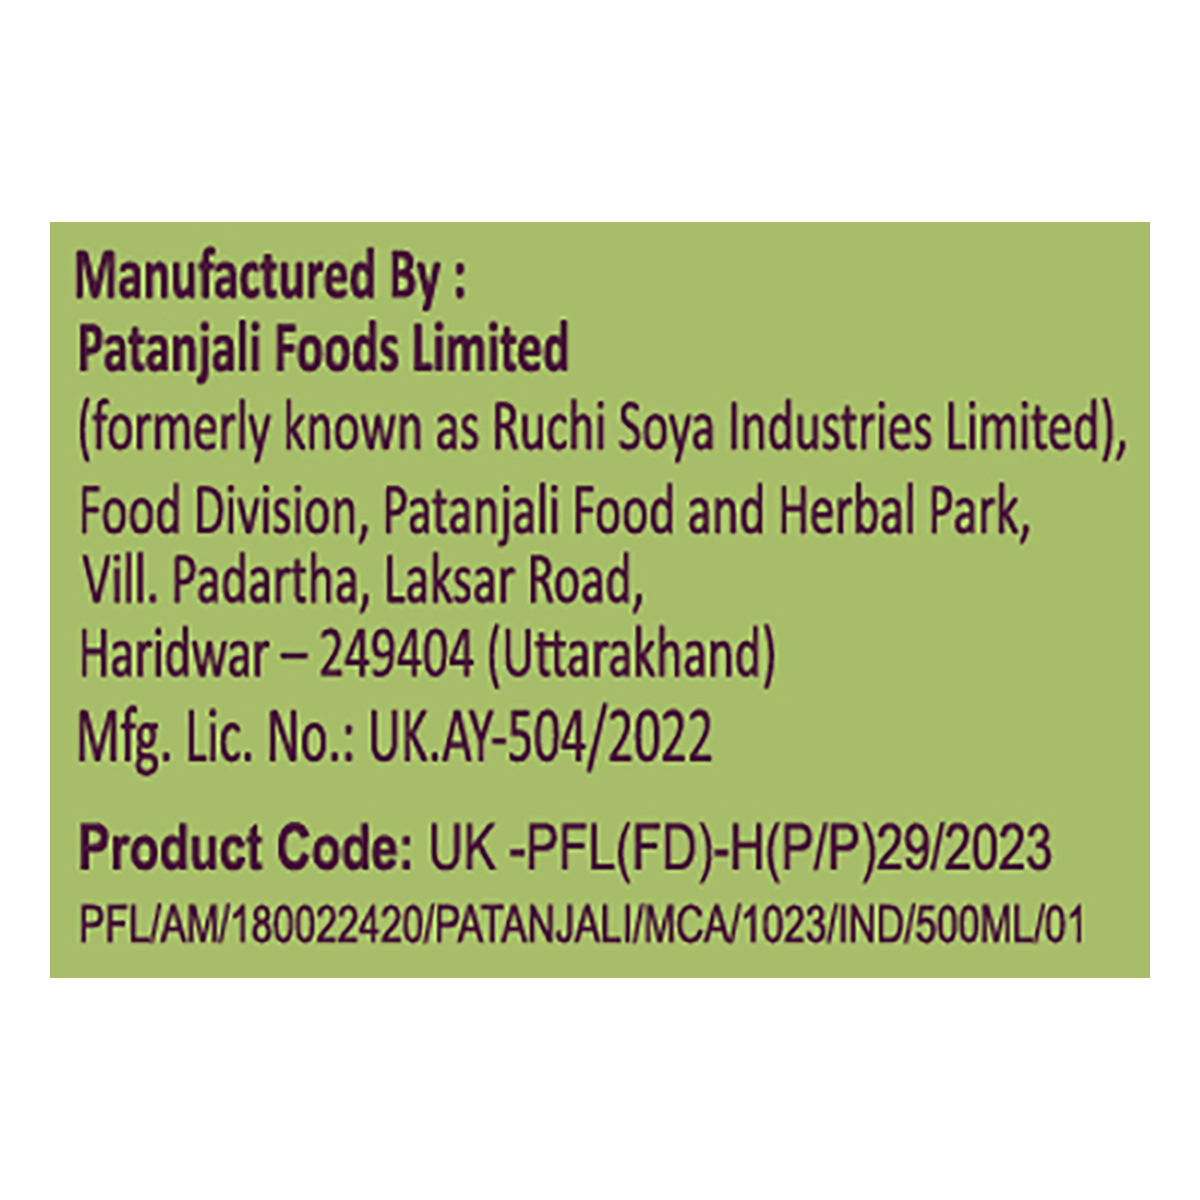 Manufactured By :
Patanjali Foods Limited
(formerly known as Ruchi Soya Industries Limited),
Food Division, Patanjali Food and Herbal Park,
Vill. Padartha, Laksar Road,
Haridwar – 249404 (Uttarakhand)
Mfg. Lic. No.: UK.AY-504/2022
Product Code: UK -PFL(FD)-H(P/P)29/2023
PFL/AM/180022420/PATANJALI/MCA/1023/IND/500ML/01